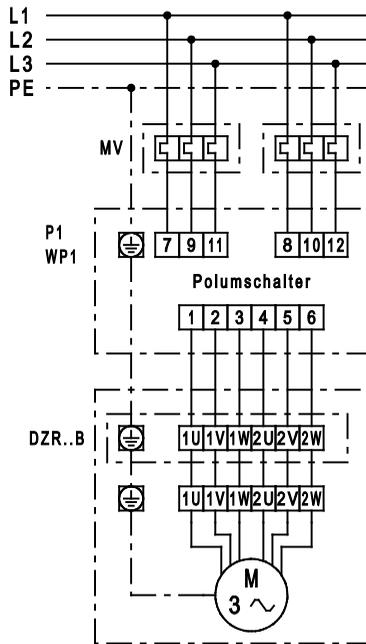 L1
L2
L3
PE
MV
P1
WP1
7 9 11 8 10 12
Polumschalter
1 2 3 4 5 6
DZR..B
1U 1V 1W 2U 2V 2W
1U 1V 1W 2U 2V 2W
M
3 ~